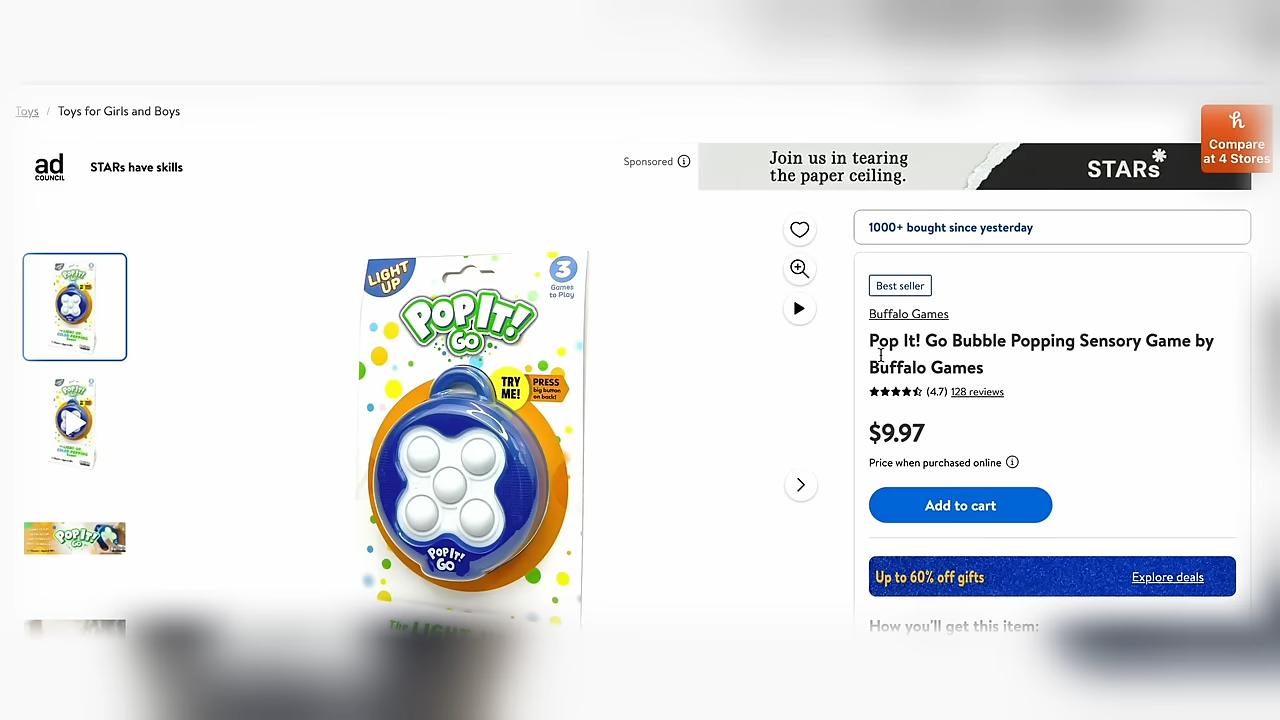 Toys / Toys for Girls and Boys
ad
COUNCIL
STARs have skills
Sponsored
Join us in tearing
the paper ceiling.
STARs*
h
Compare
at 4 Stores
1000+ bought since yesterday
Best seller
Buffalo Games
Pop It! Go Bubble Popping Sensory Game by
Buffalo Games
(4.7) 128 reviews
$9.97
Price when purchased online
Add to cart
Up to 60% off gifts
Explore deals
How you'll get this item:
LIGHT
UP
3
Games
to Play
POP IT!
GO
TRY
ME!
PRESS
big button
on back!
POP IT!
GO
The LIGHT